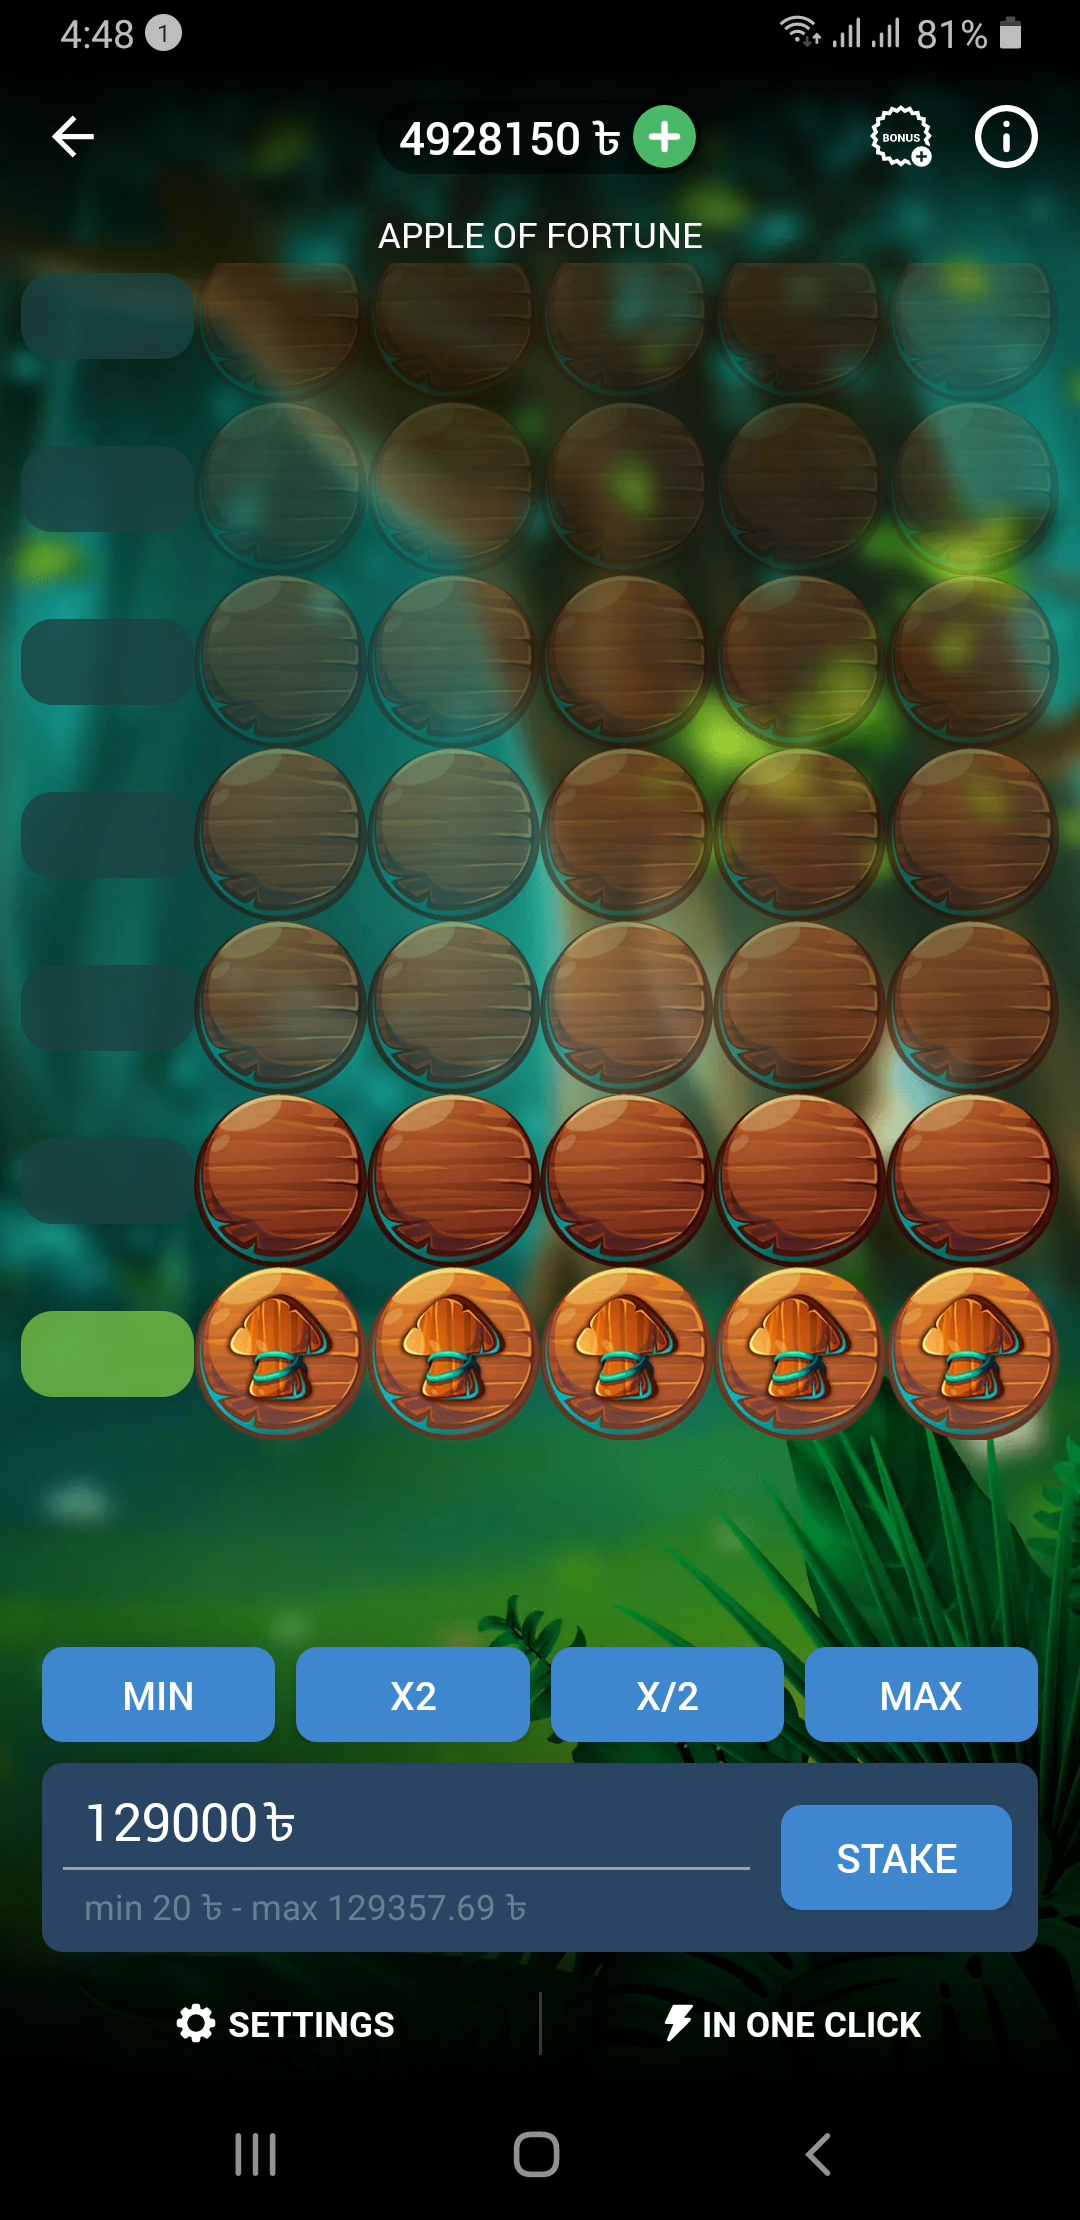 4:48 1 81%
4928150 ৳ BONUS
APPLE OF FORTUNE
MIN X2 X/2 MAX
129000৳
STAKE
min 20 ৳ - max 129357.69 ৳
SETTINGS IN ONE CLICK